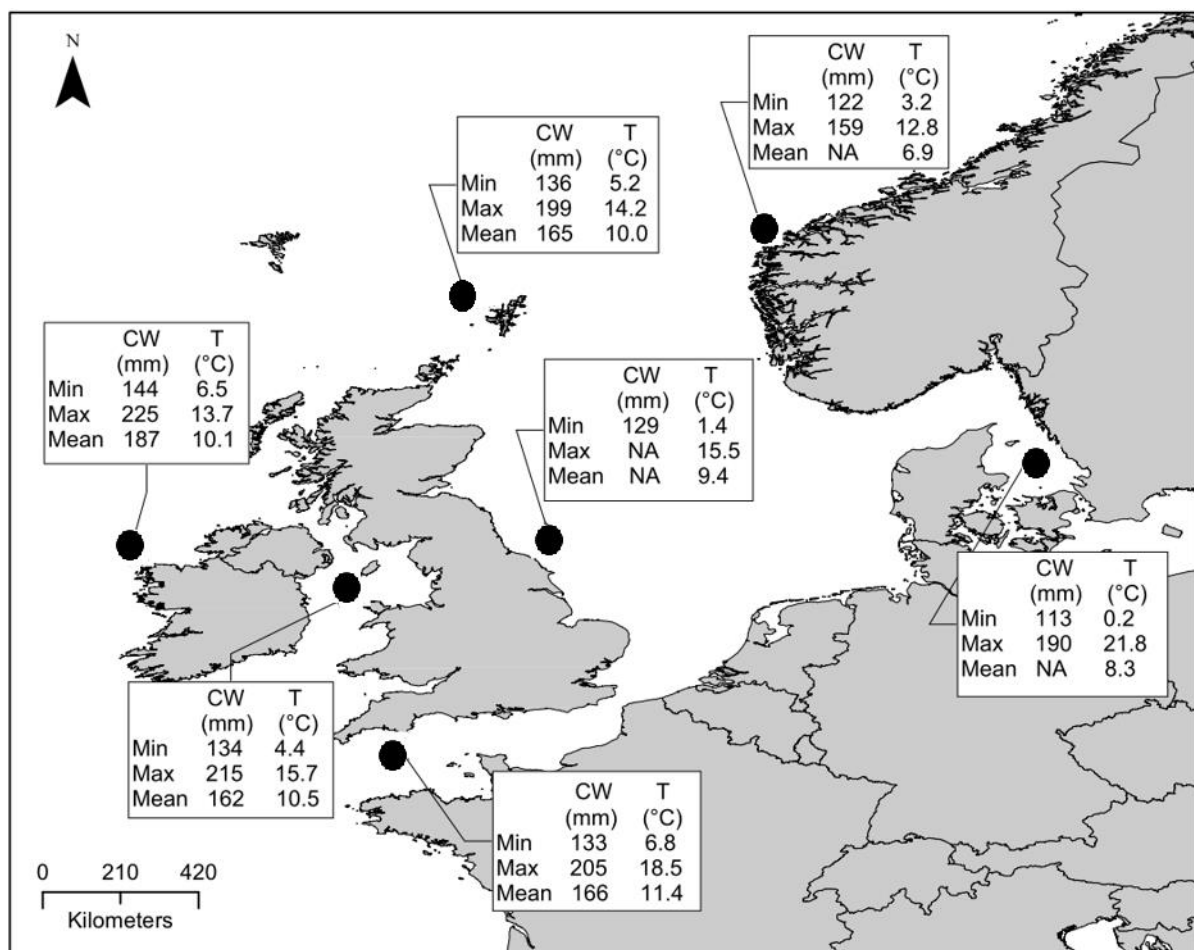 N
CW T
(mm) (°C)
Min 122 3.2
Max 159 12.8
Mean NA 6.9
CW T
(mm) (°C)
Min 136 5.2
Max 199 14.2
Mean 165 10.0
CW T
(mm) (°C)
Min 144 6.5
Max 225 13.7
Mean 187 10.1
CW T
(mm) (°C)
Min 129 1.4
Max NA 15.5
Mean NA 9.4
CW T
(mm) (°C)
Min 113 0.2
Max 190 21.8
Mean NA 8.3
CW T
(mm) (°C)
Min 134 4.4
Max 215 15.7
Mean 162 10.5
CW T
(mm) (°C)
Min 133 6.8
Max 205 18.5
Mean 166 11.4
0 210 420
Kilometers